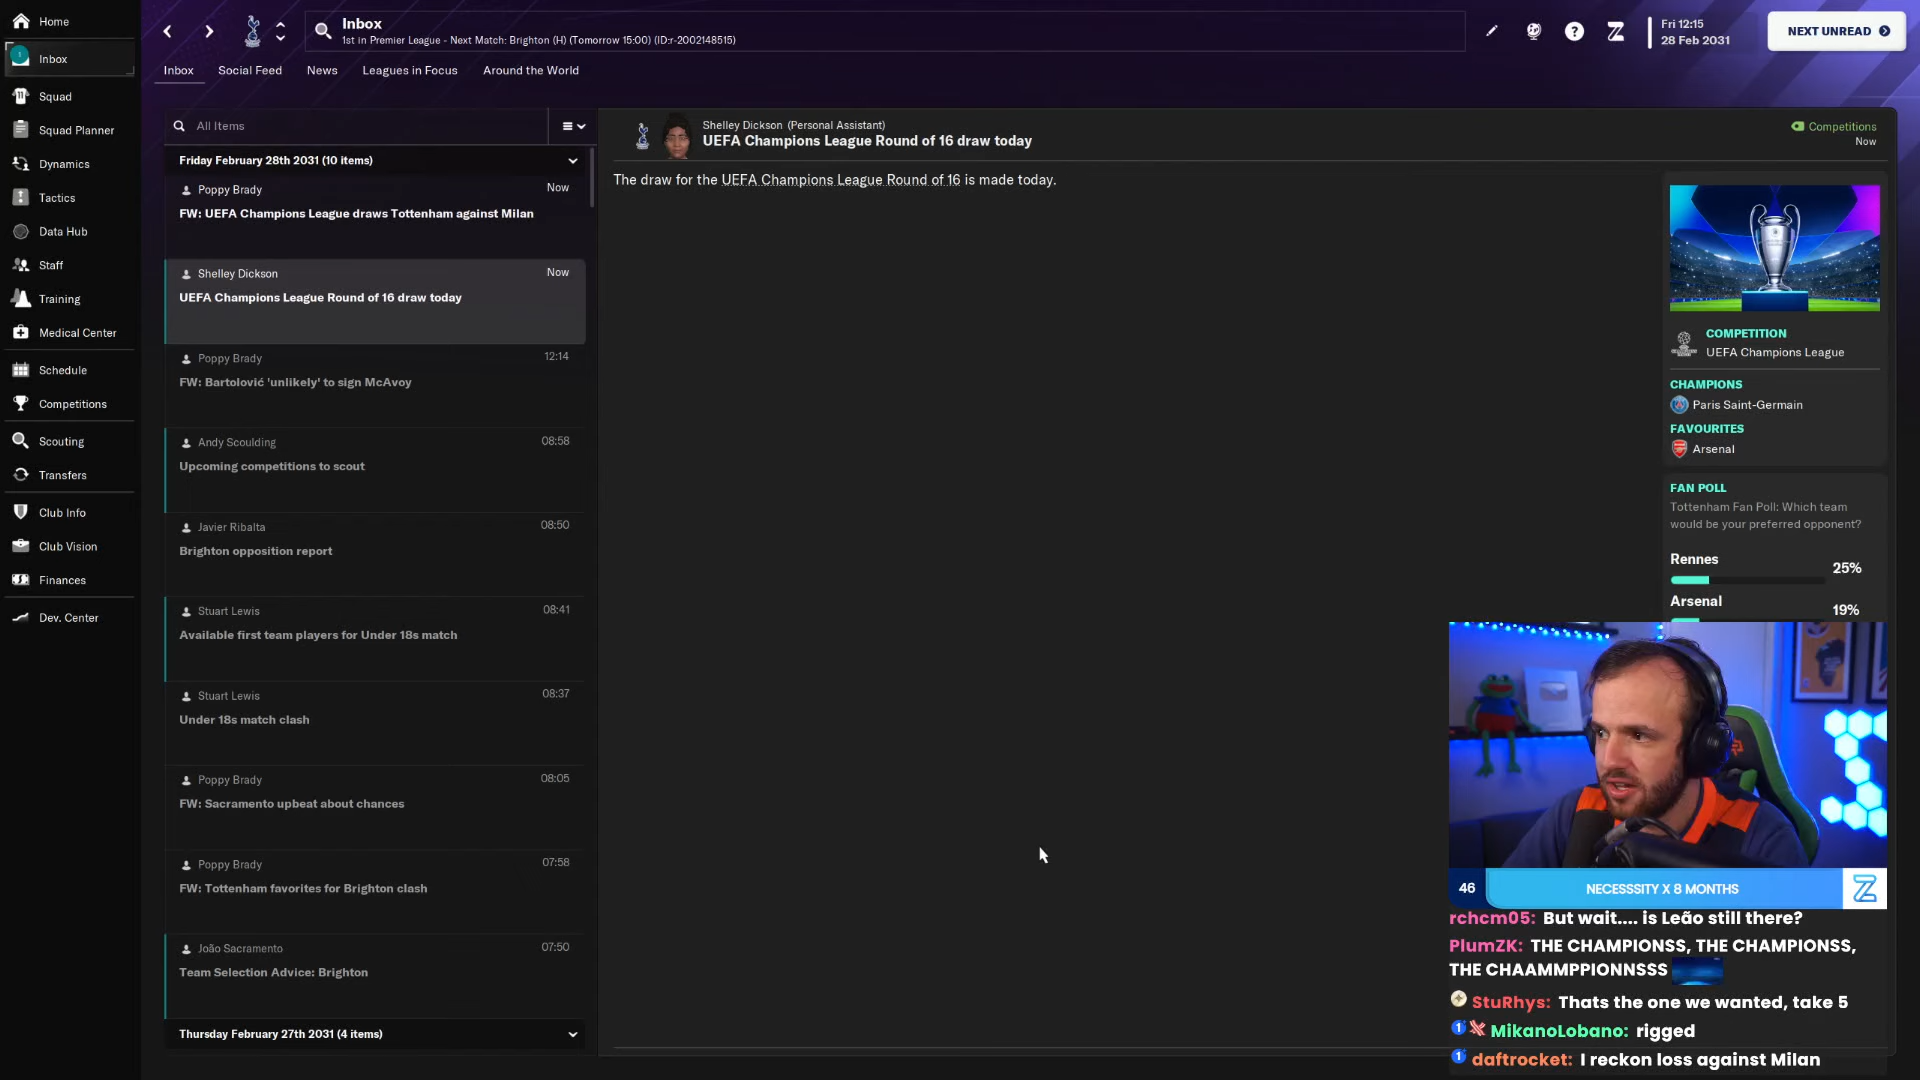 Home
Inbox
Squad
Squad Planner
Dynamics
Tactics
Data Hub
Staff
Training
Medical Center
Schedule
Competitions
Scouting
Transfers
Club Info
Club Vision
Finances
Dev. Center
Inbox
1st in Premier League - Next Match: Brighton (H) (Tomorrow 15:00) (ID:r-2002148515)
Fri 12:15
28 Feb 2031
NEXT UNREAD
Inbox
Social Feed
News
Leagues in Focus
Around the World
All Items
Friday February 28th 2031 (10 items)
Poppy Brady
Now
FW: UEFA Champions League draws Tottenham against Milan
Shelley Dickson
Now
UEFA Champions League Round of 16 draw today
Poppy Brady
12:14
FW: Bartolović 'unlikely' to sign McAvoy
Andy Scoulding
08:58
Upcoming competitions to scout
Javier Ribalta
08:50
Brighton opposition report
Stuart Lewis
08:41
Available first team players for Under 18s match
Stuart Lewis
08:37
Under 18s match clash
Poppy Brady
08:05
FW: Sacramento upbeat about chances
Poppy Brady
07:58
FW: Tottenham favorites for Brighton clash
João Sacramento
07:50
Team Selection Advice: Brighton
Thursday February 27th 2031 (4 items)
Shelley Dickson (Personal Assistant)
UEFA Champions League Round of 16 draw today
Competitions
Now
The draw for the UEFA Champions League Round of 16 is made today.
COMPETITION
UEFA Champions League
CHAMPIONS
Paris Saint-Germain
FAVOURITES
Arsenal
FAN POLL
Tottenham Fan Poll: Which team
would be your preferred opponent?
Rennes
25%
Arsenal
19%
46
NECESSSITY X 8 MONTHS
rchcm05: But wait.... is Leão still there?
PlumZK: THE CHAMPIONSS, THE CHAMPIONSS,
THE CHAAMMPPIONNSSS
StuRhys: Thats the one we wanted, take 5
MikanoLobano: rigged
daftrocket: I reckon loss against Milan